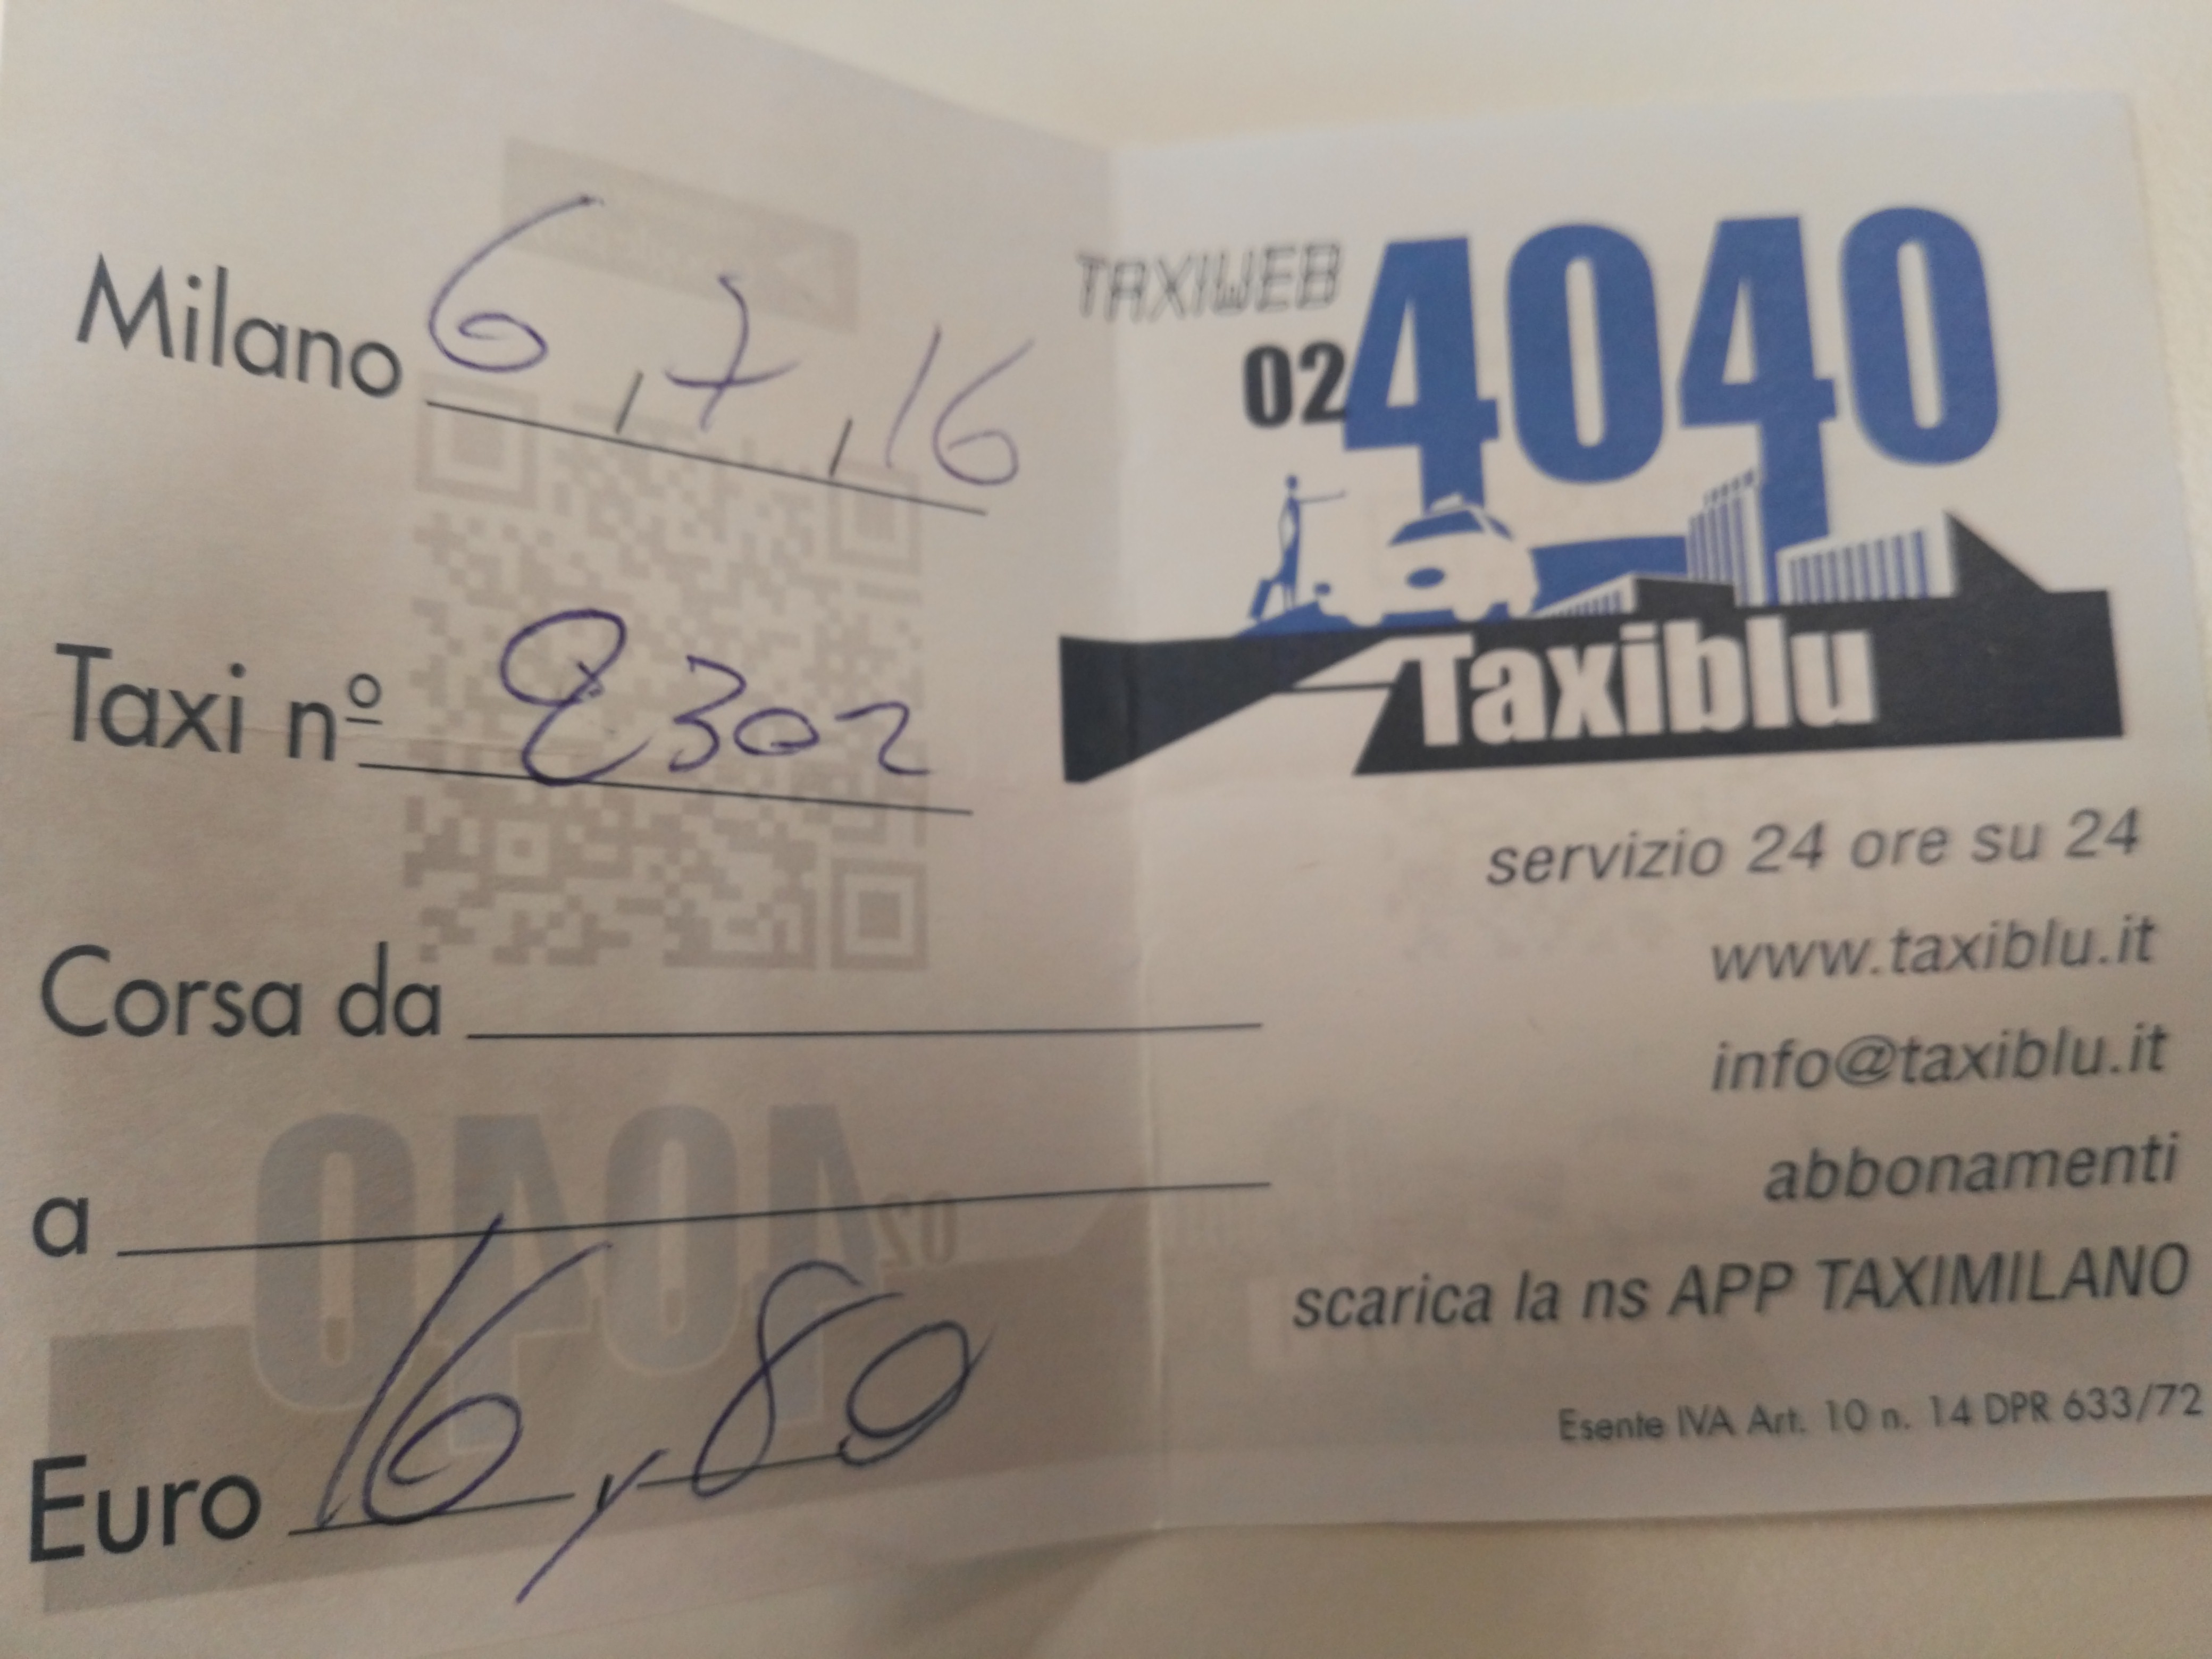 Milano 6,7,16
Taxi nº 8302
Corsa da
a
Euro 16,80
TAXIWEB
024040
Taxiblu
servizio 24 ore su 24
www.taxiblu.it
info@taxiblu.it
abbonamenti
scarica la ns APP TAXIMILANO
Esente IVA Art. 10 n. 14 DPR 633/72